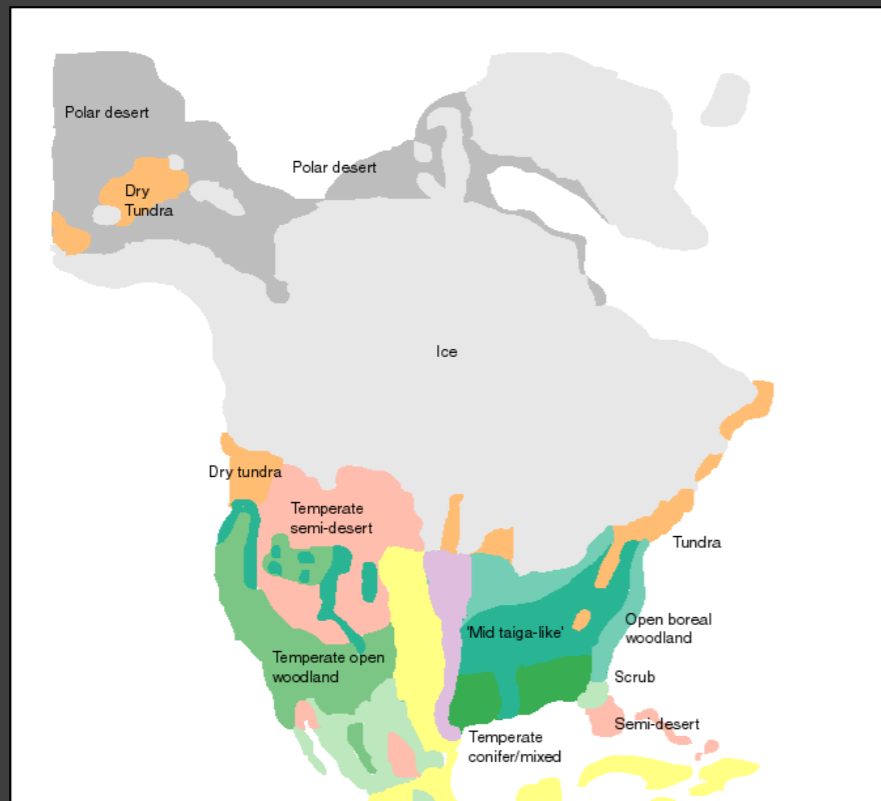 Polar desert
Polar desert
Dry
Tundra
Ice
Dry tundra
Temperate
semi-desert
Tundra
'Mid taiga-like'
Open boreal
woodland
Temperate open
woodland
Scrub
Semi-desert
Temperate
conifer/mixed